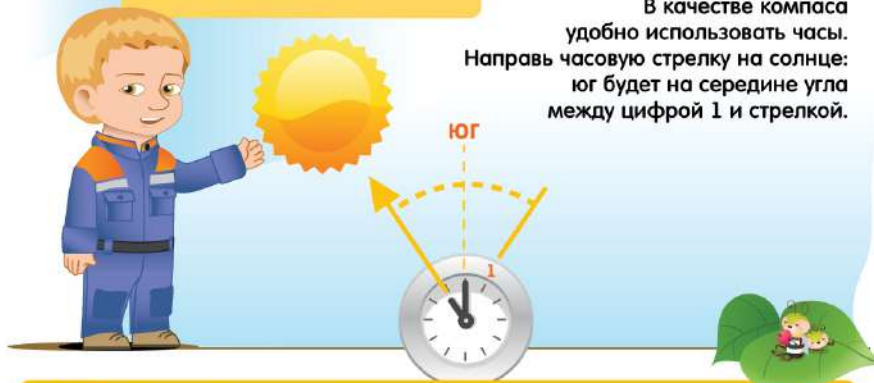 В качестве компаса
удобно использовать часы.
Направь часовую стрелку на солнце:
юг будет на середине угла
между цифрой 1 и стрелкой.
ЮГ
1